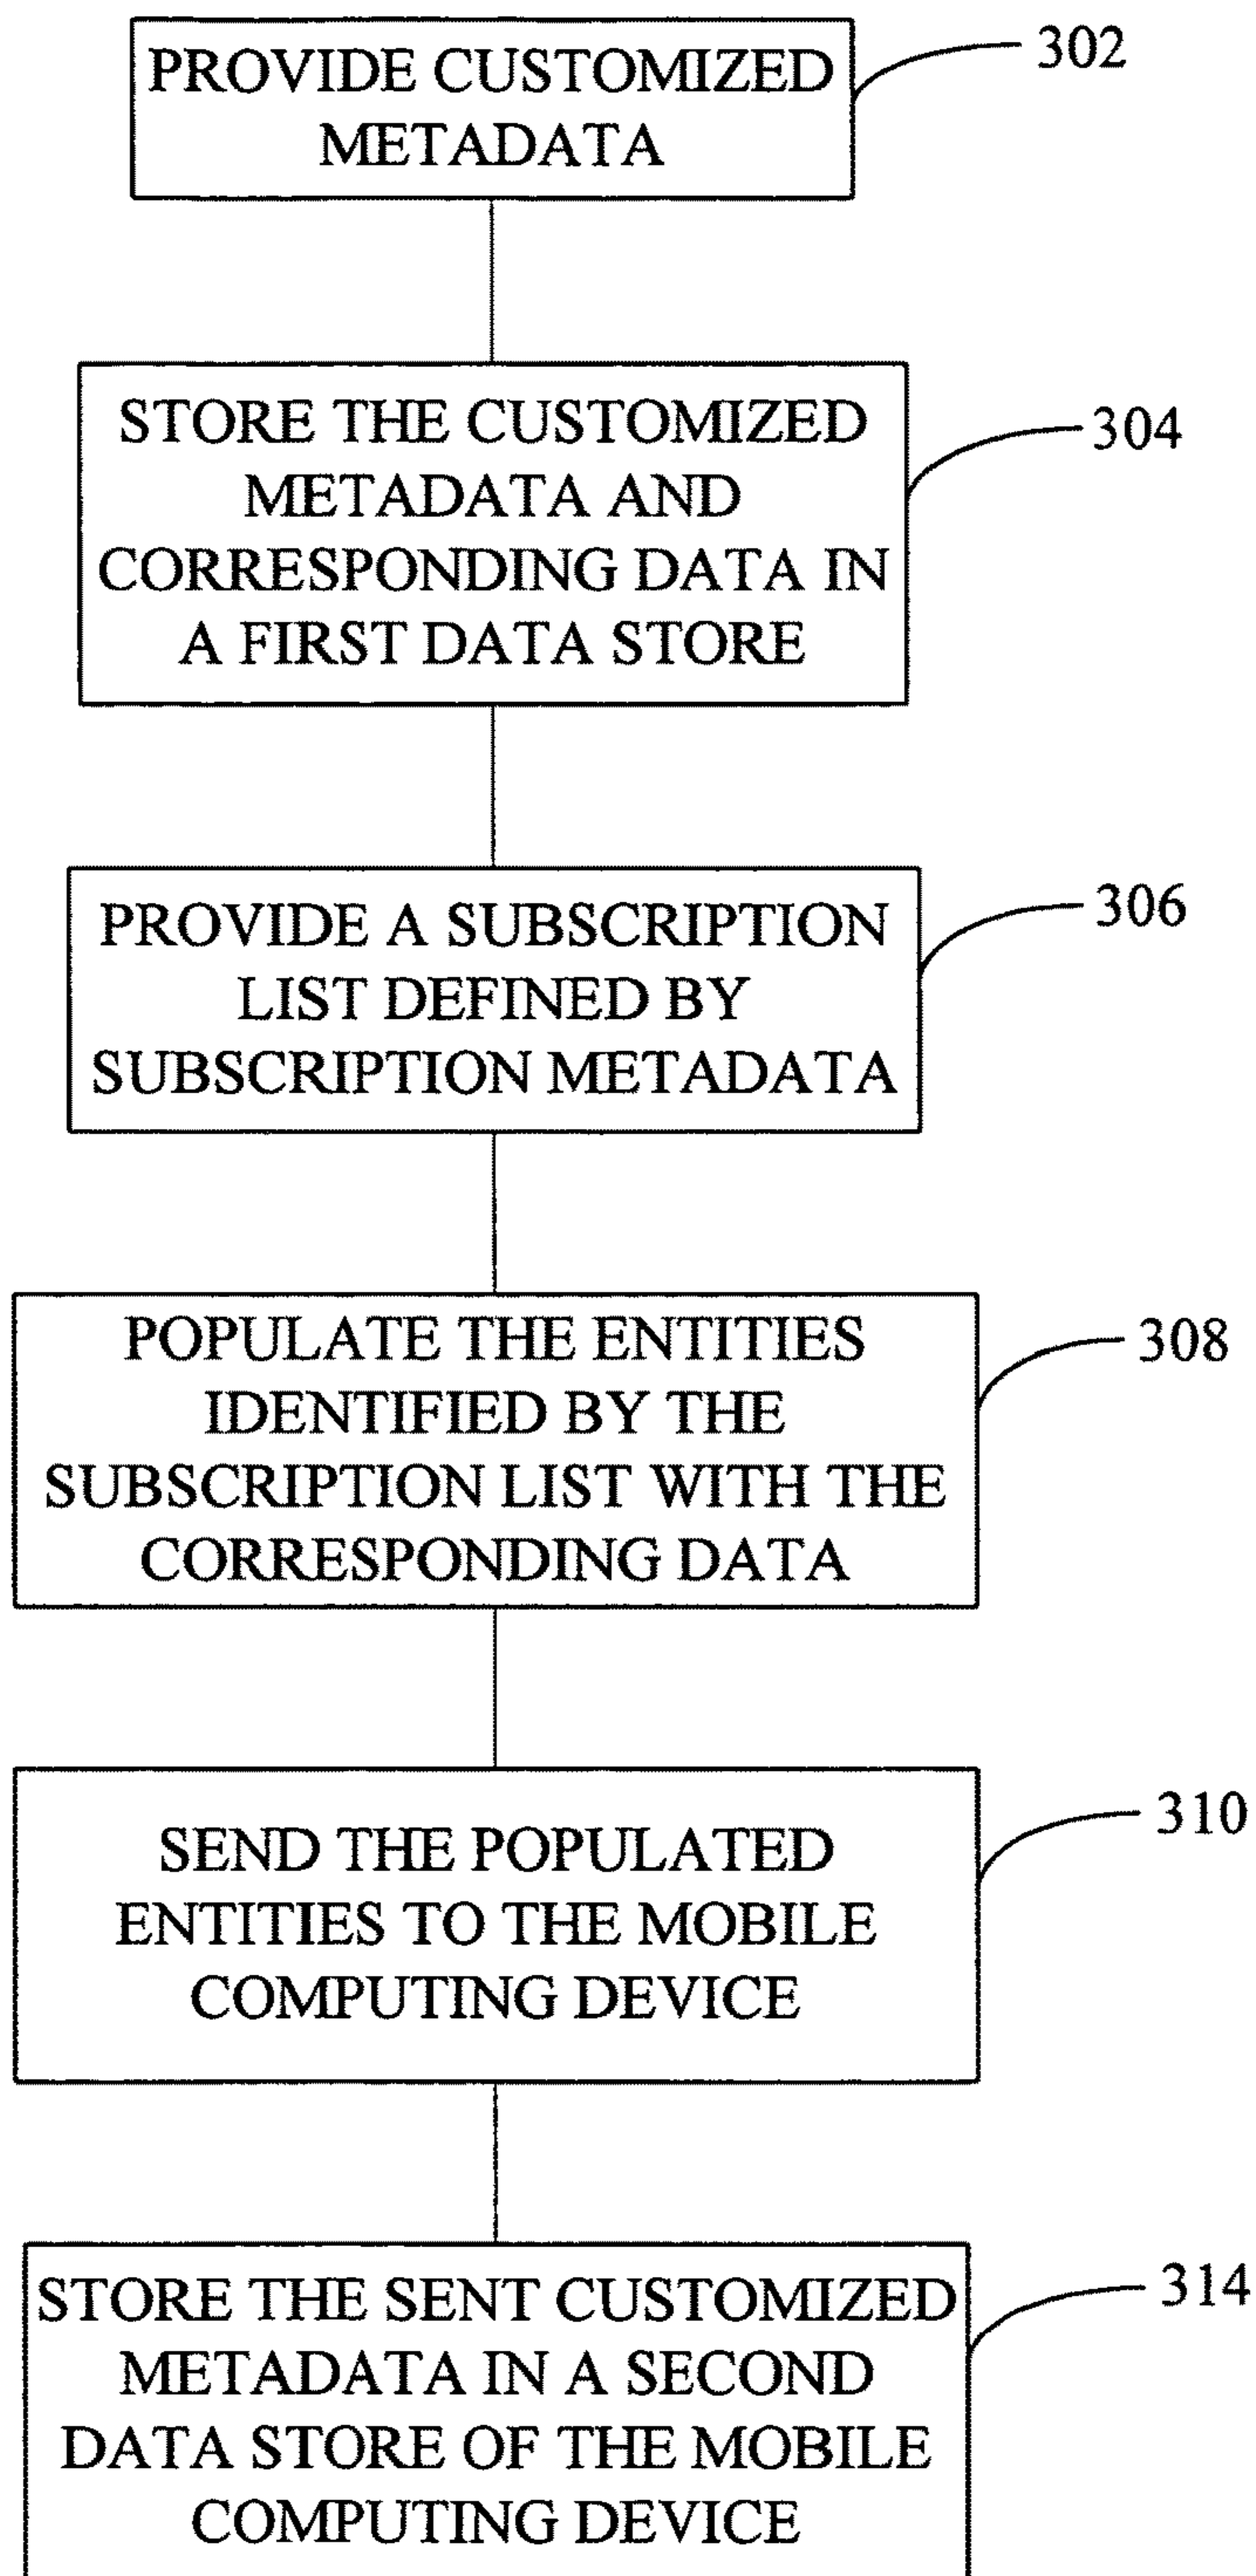 PROVIDE CUSTOMIZED
METADATA
302
STORE THE CUSTOMIZED
METADATA AND
CORRESPONDING DATA IN
A FIRST DATA STORE
304
PROVIDE A SUBSCRIPTION
LIST DEFINED BY
SUBSCRIPTION METADATA
306
POPULATE THE ENTITIES
IDENTIFIED BY THE
SUBSCRIPTION LIST WITH THE
CORRESPONDING DATA
308
SEND THE POPULATED
ENTITIES TO THE MOBILE
COMPUTING DEVICE
310
STORE THE SENT CUSTOMIZED
METADATA IN A SECOND
DATA STORE OF THE MOBILE
COMPUTING DEVICE
314